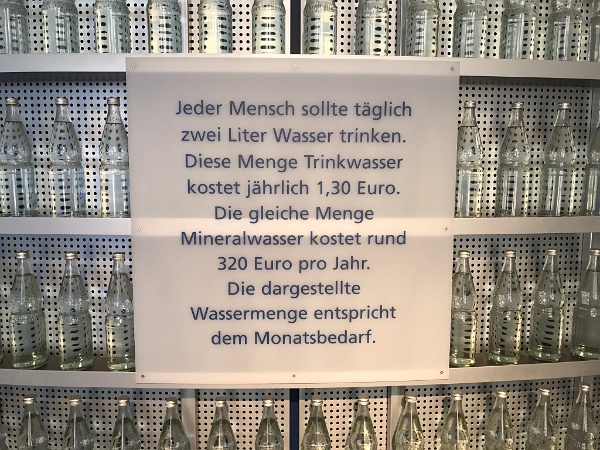 Jeder Mensch sollte täglich
zwei Liter Wasser trinken.
Diese Menge Trinkwasser
kostet jährlich 1,30 Euro.
Die gleiche Menge
Mineralwasser kostet rund
320 Euro pro Jahr.
Die dargestellte
Wassermenge entspricht
dem Monatsbedarf.